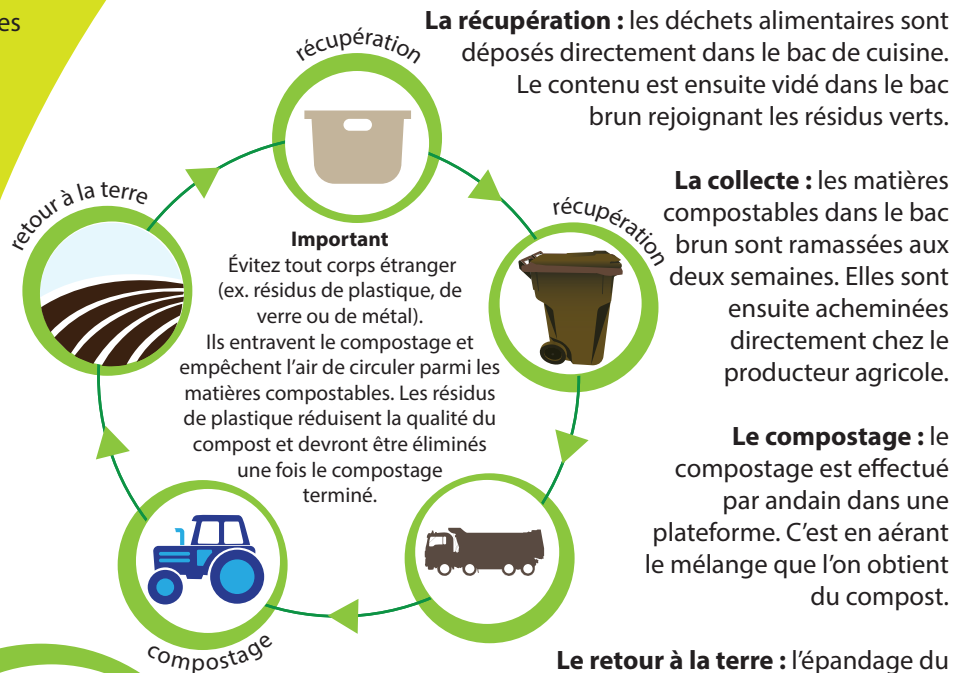 es
La récupération : les déchets alimentaires sont
déposés directement dans le bac de cuisine.
Le contenu est ensuite vidé dans le bac
brun rejoignant les résidus verts.
récupération
récupération
retour à la terre
compostage
Important
Évitez tout corps étranger
(ex. résidus de plastique, de
verre ou de métal).
Ils entravent le compostage et
empêchent l’air de circuler parmi les
matières compostables. Les résidus
de plastique réduisent la qualité du
compost et devront être éliminés
une fois le compostage
terminé.
La collecte : les matières
compostables dans le bac
brun sont ramassées aux
deux semaines. Elles sont
ensuite acheminées
directement chez le
producteur agricole.
Le compostage : le
compostage est effectué
par andain dans une
plateforme. C’est en aérant
le mélange que l’on obtient
du compost.
Le retour à la terre : l’épandage du